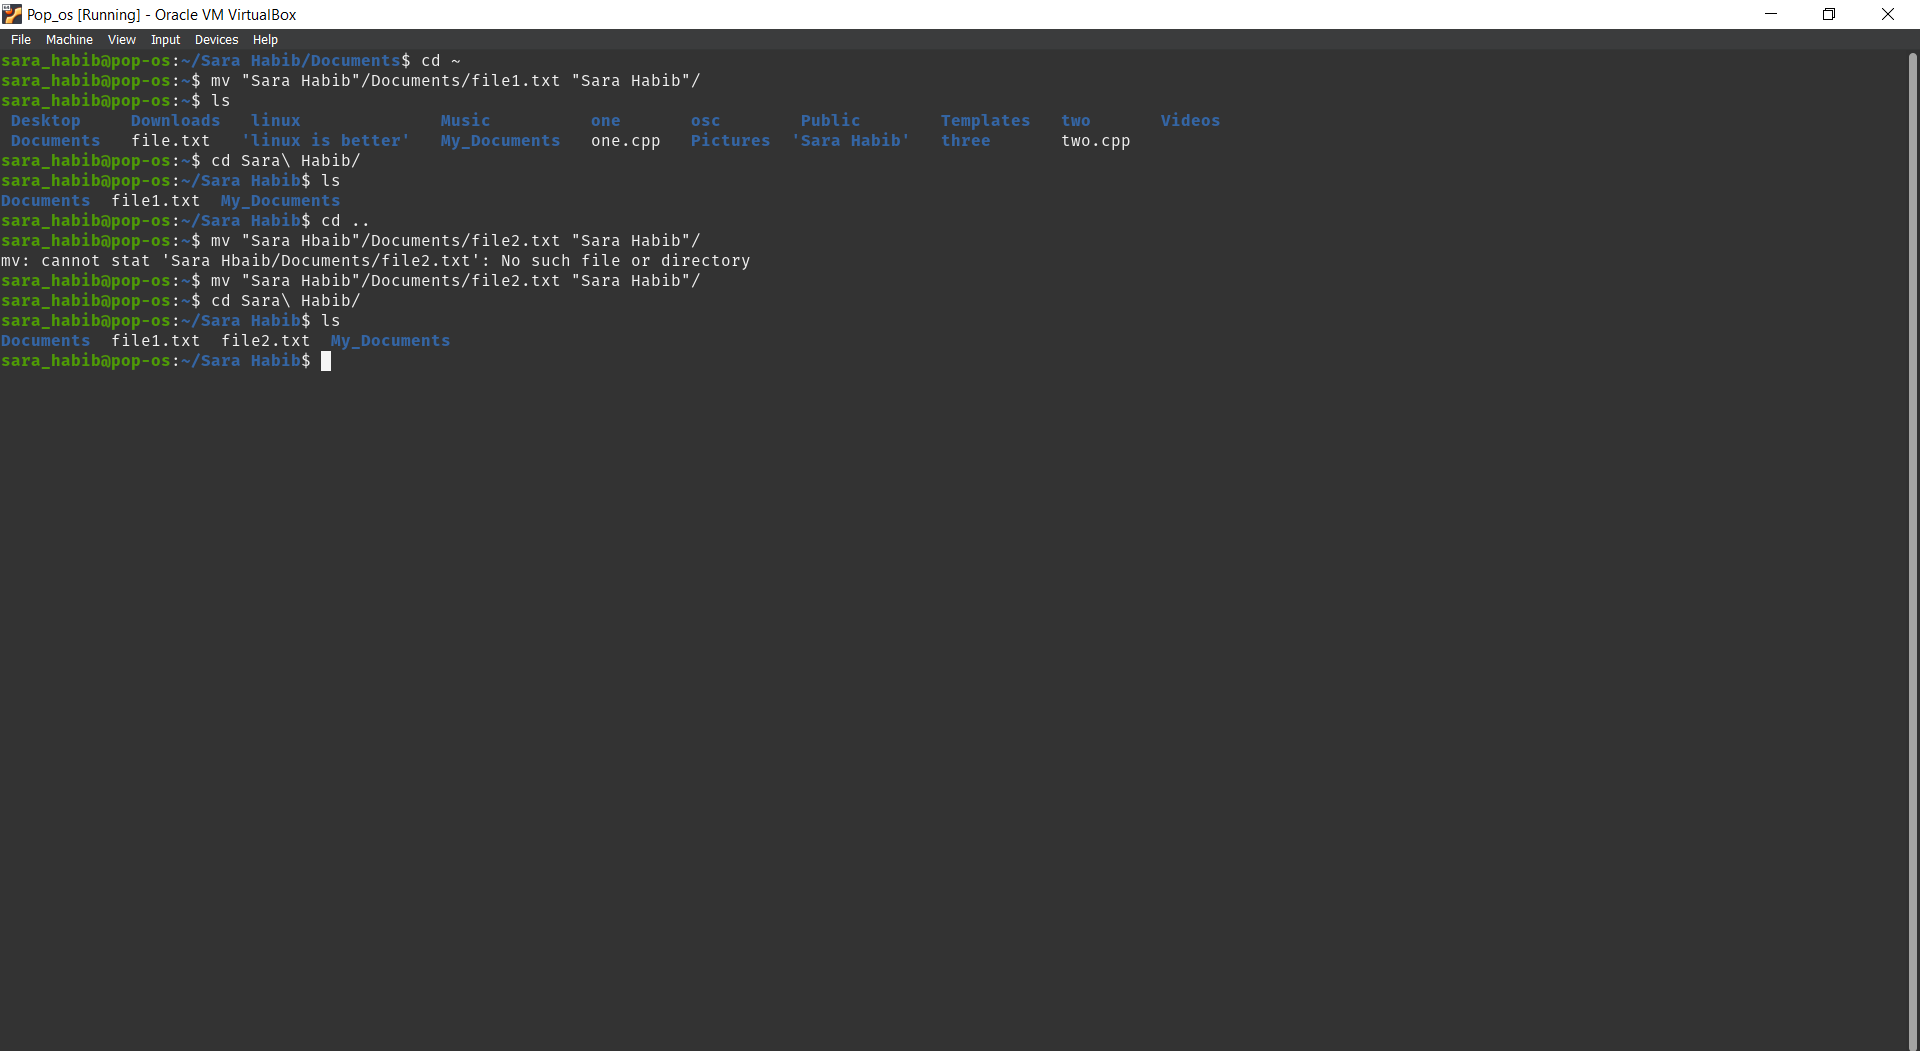 Pop_os [Running] - Oracle VM VirtualBox
File Machine View Input Devices Help
sara_habib@pop-os:~/Sara Habib/Documents$ cd ~
sara_habib@pop-os:~$ mv "Sara Habib"/Documents/file1.txt "Sara Habib"/
sara_habib@pop-os:~$ ls
Desktop Downloads linux Music one osc Public Templates two Videos
Documents file.txt 'linux is better' My_Documents one.cpp Pictures 'Sara Habib' three two.cpp
sara_habib@pop-os:~$ cd Sara\ Habib/
sara_habib@pop-os:~/Sara Habib$ ls
Documents file1.txt My_Documents
sara_habib@pop-os:~/Sara Habib$ cd ..
sara_habib@pop-os:~$ mv "Sara Hbaib"/Documents/file2.txt "Sara Habib"/
mv: cannot stat 'Sara Hbaib/Documents/file2.txt': No such file or directory
sara_habib@pop-os:~$ mv "Sara Habib"/Documents/file2.txt "Sara Habib"/
sara_habib@pop-os:~$ cd Sara\ Habib/
sara_habib@pop-os:~/Sara Habib$ ls
Documents file1.txt file2.txt My_Documents
sara_habib@pop-os:~/Sara Habib$